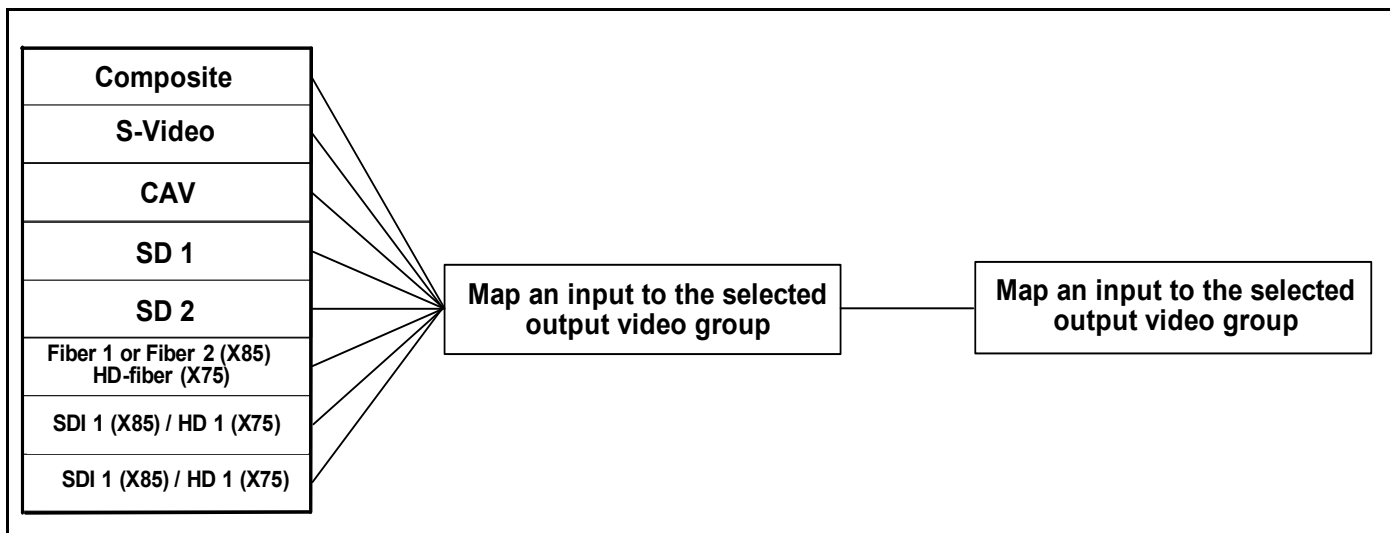 Composite
S-Video
CAV
SD 1
SD 2
Fiber 1 or Fiber 2 (X85)
HD-fiber (X75)
SDI 1 (X85) / HD 1 (X75)
SDI 1 (X85) / HD 1 (X75)
Map an input to the selected
output video group
Map an input to the selected
output video group